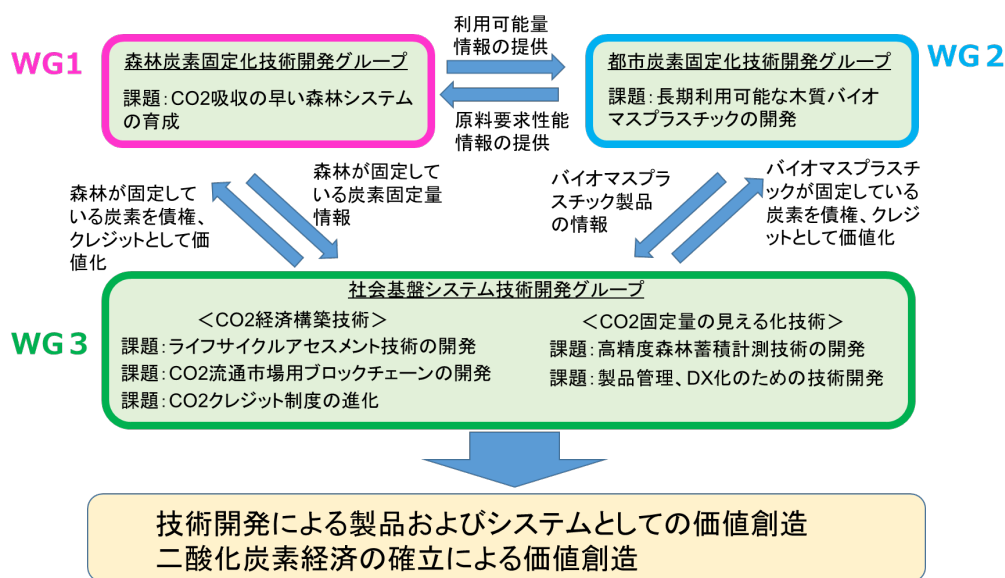 WG1
森林炭素固定化技術開発グループ
課題：CO2吸収の早い森林システム
の育成
利用可能量
情報の提供
原料要求性能
情報の提供
WG２
都市炭素固定化技術開発グループ
課題：長期利用可能な木質バイオ
マスプラスチックの開発
森林が固定して
いる炭素を債権、
クレジットとして価
値化
森林が固定して
いる炭素固定量
情報
バイオマスプラ
スチック製品
の情報
バイオマスプラスチ
ックが固定している
炭素を債権、クレジ
ットとして価値化
WG３
社会基盤システム技術開発グループ
＜CO2経済構築技術＞
課題：ライフサイクルアセスメント技術の開発
課題：CO2流通市場用ブロックチェーンの開発
課題：CO2クレジット制度の進化
＜CO2固定量の見える化技術＞
課題：高精度森林蓄積計測技術の開発
課題：製品管理、DX化のための技術開発
技術開発による製品およびシステムとしての価値創造
二酸化炭素経済の確立による価値創造